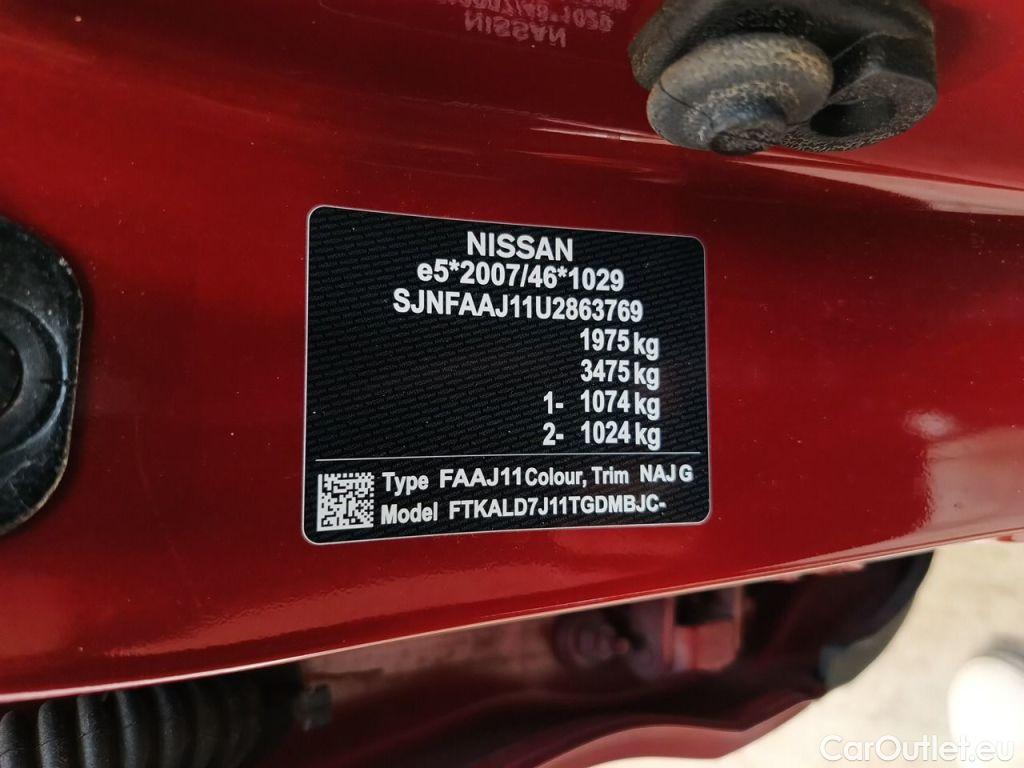 NISSAN
e5*2007/46*1029
SJNFAAJ11U2863769
1975 kg
3475 kg
1- 1074 kg
2- 1024 kg
Type FAAJ11 Colour, Trim NAJ G
Model FTKALD7J11TGDMBJC-
CarOutlet.eu